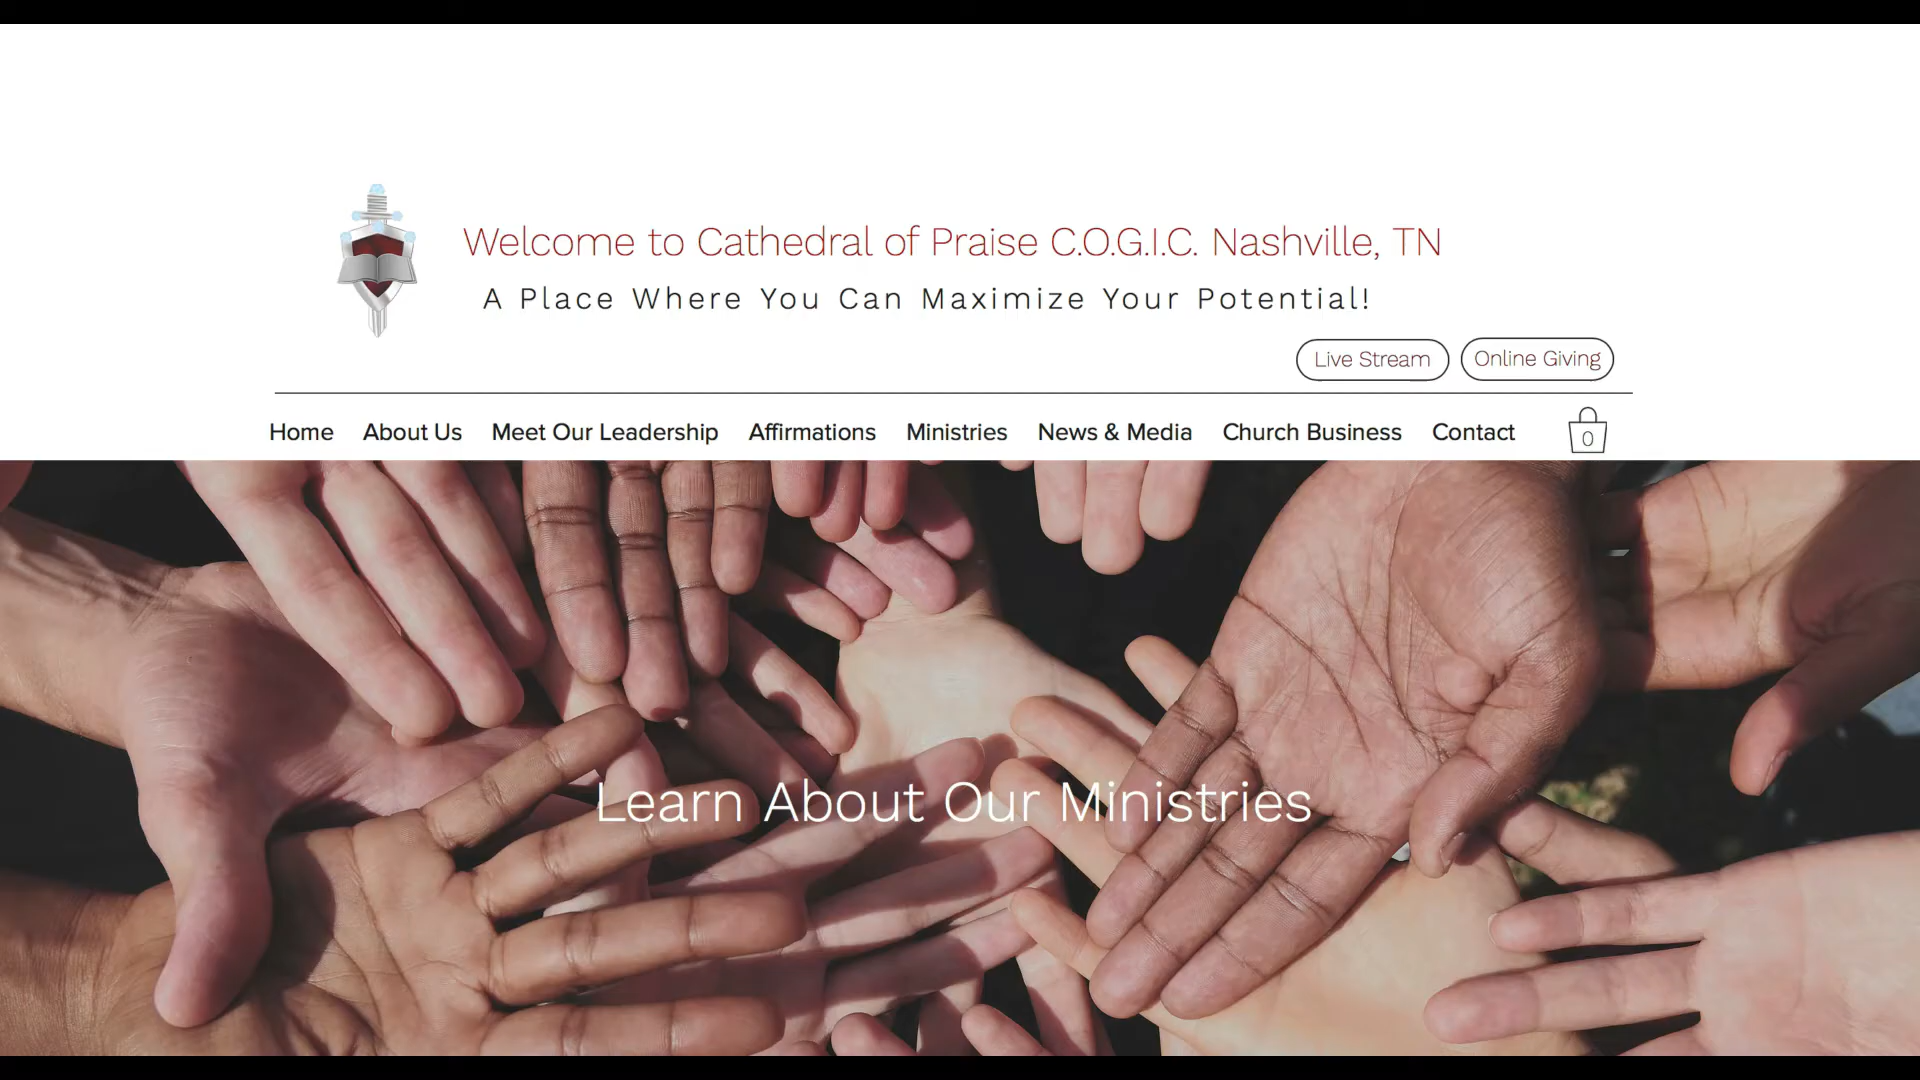 Welcome to Cathedral of Praise C.O.G.I.C. Nashville, TN
A Place Where You Can Maximize Your Potential!
Live Stream Online Giving
Home About Us Meet Our Leadership Affirmations Ministries News & Media Church Business Contact 0
Learn About Our Ministries